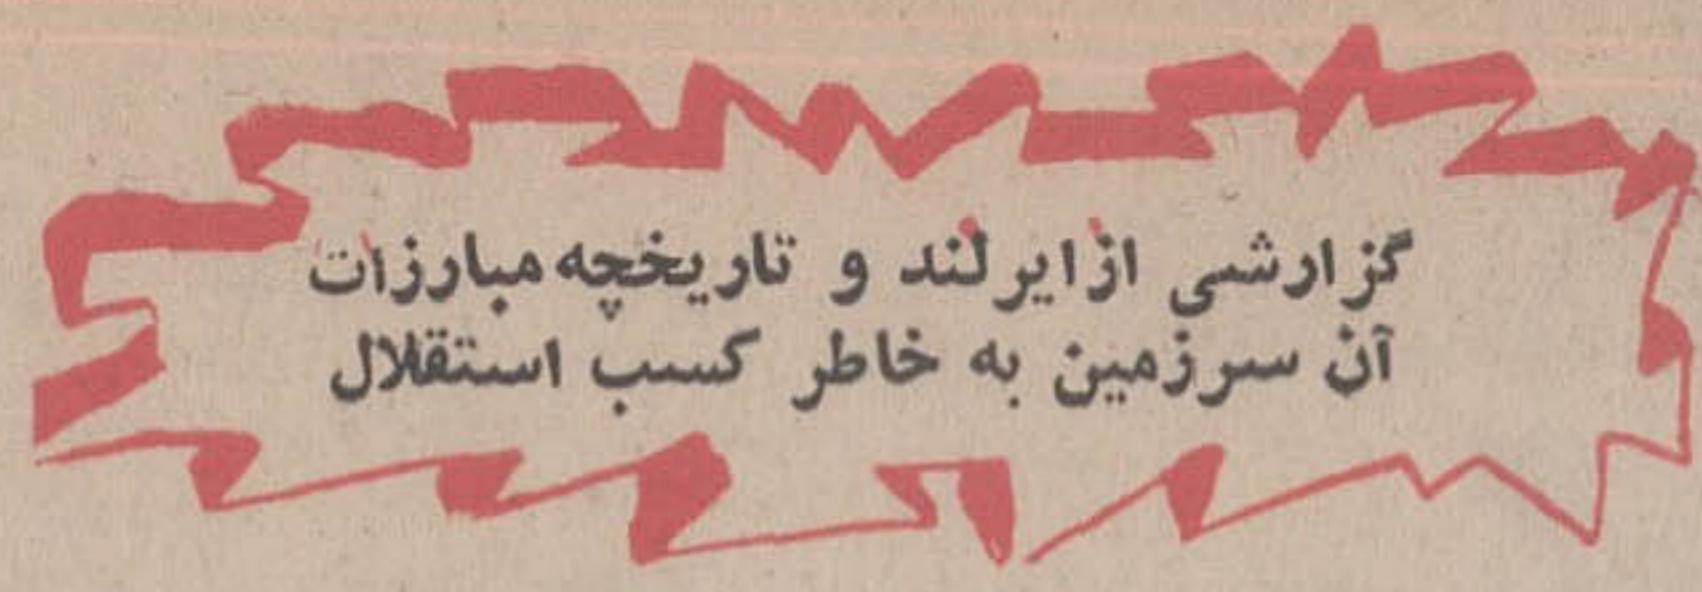 گزارشی از ایرلند و تاریخچه مبارزات
آن سرزمین به خاطر کسب استقلال